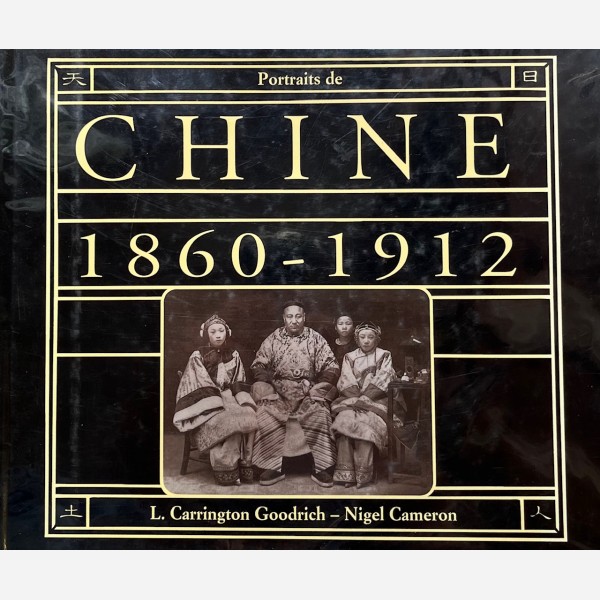 天
Portraits de
日
CHINE
1860-1912
土
L. Carrington Goodrich – Nigel Cameron
人